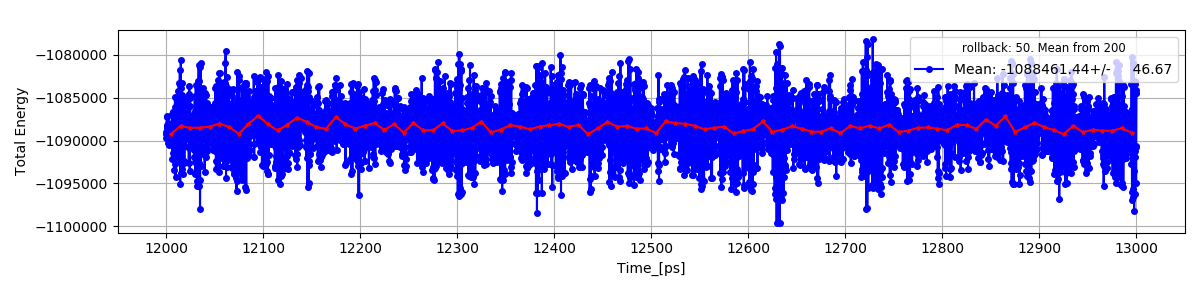 rollback: 50. Mean from 200
Mean: -1088461.44+/- 46.67
Total Energy
−1080000
−1085000
−1090000
−1095000
−1100000
12000 12100 12200 12300 12400 12500 12600 12700 12800 12900 13000
Time_[ps]